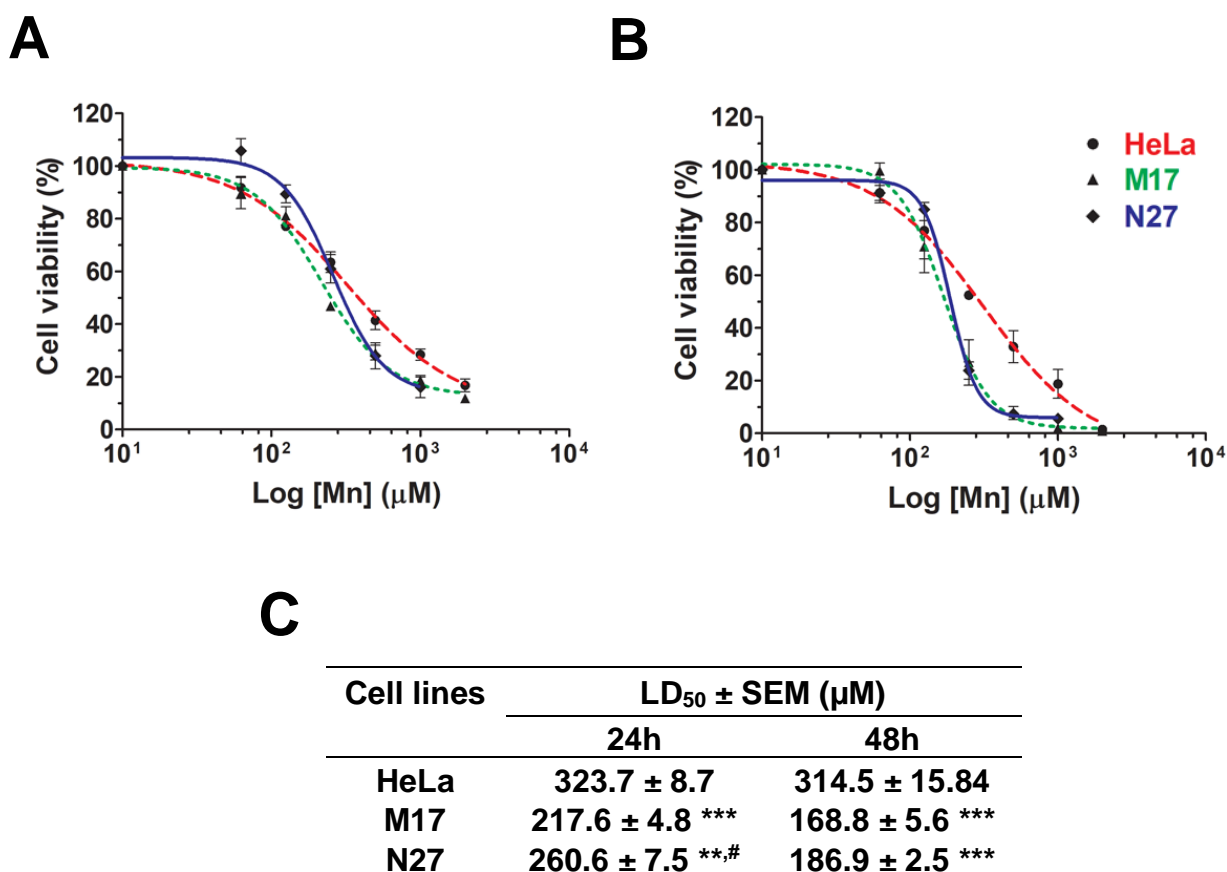 A
B
120
100
80
60
40
20
0
Cell viability (%)
10¹ 10² 10³ 10⁴
Log [Mn] (μM)
120
100
80
60
40
20
0
Cell viability (%)
10¹ 10² 10³ 10⁴
Log [Mn] (μM)
HeLa
M17
N27
C
Cell lines LD₅₀ ± SEM (µM)
24h 48h
HeLa 323.7 ± 8.7 314.5 ± 15.84
M17 217.6 ± 4.8 *** 168.8 ± 5.6 ***
N27 260.6 ± 7.5 **,# 186.9 ± 2.5 ***